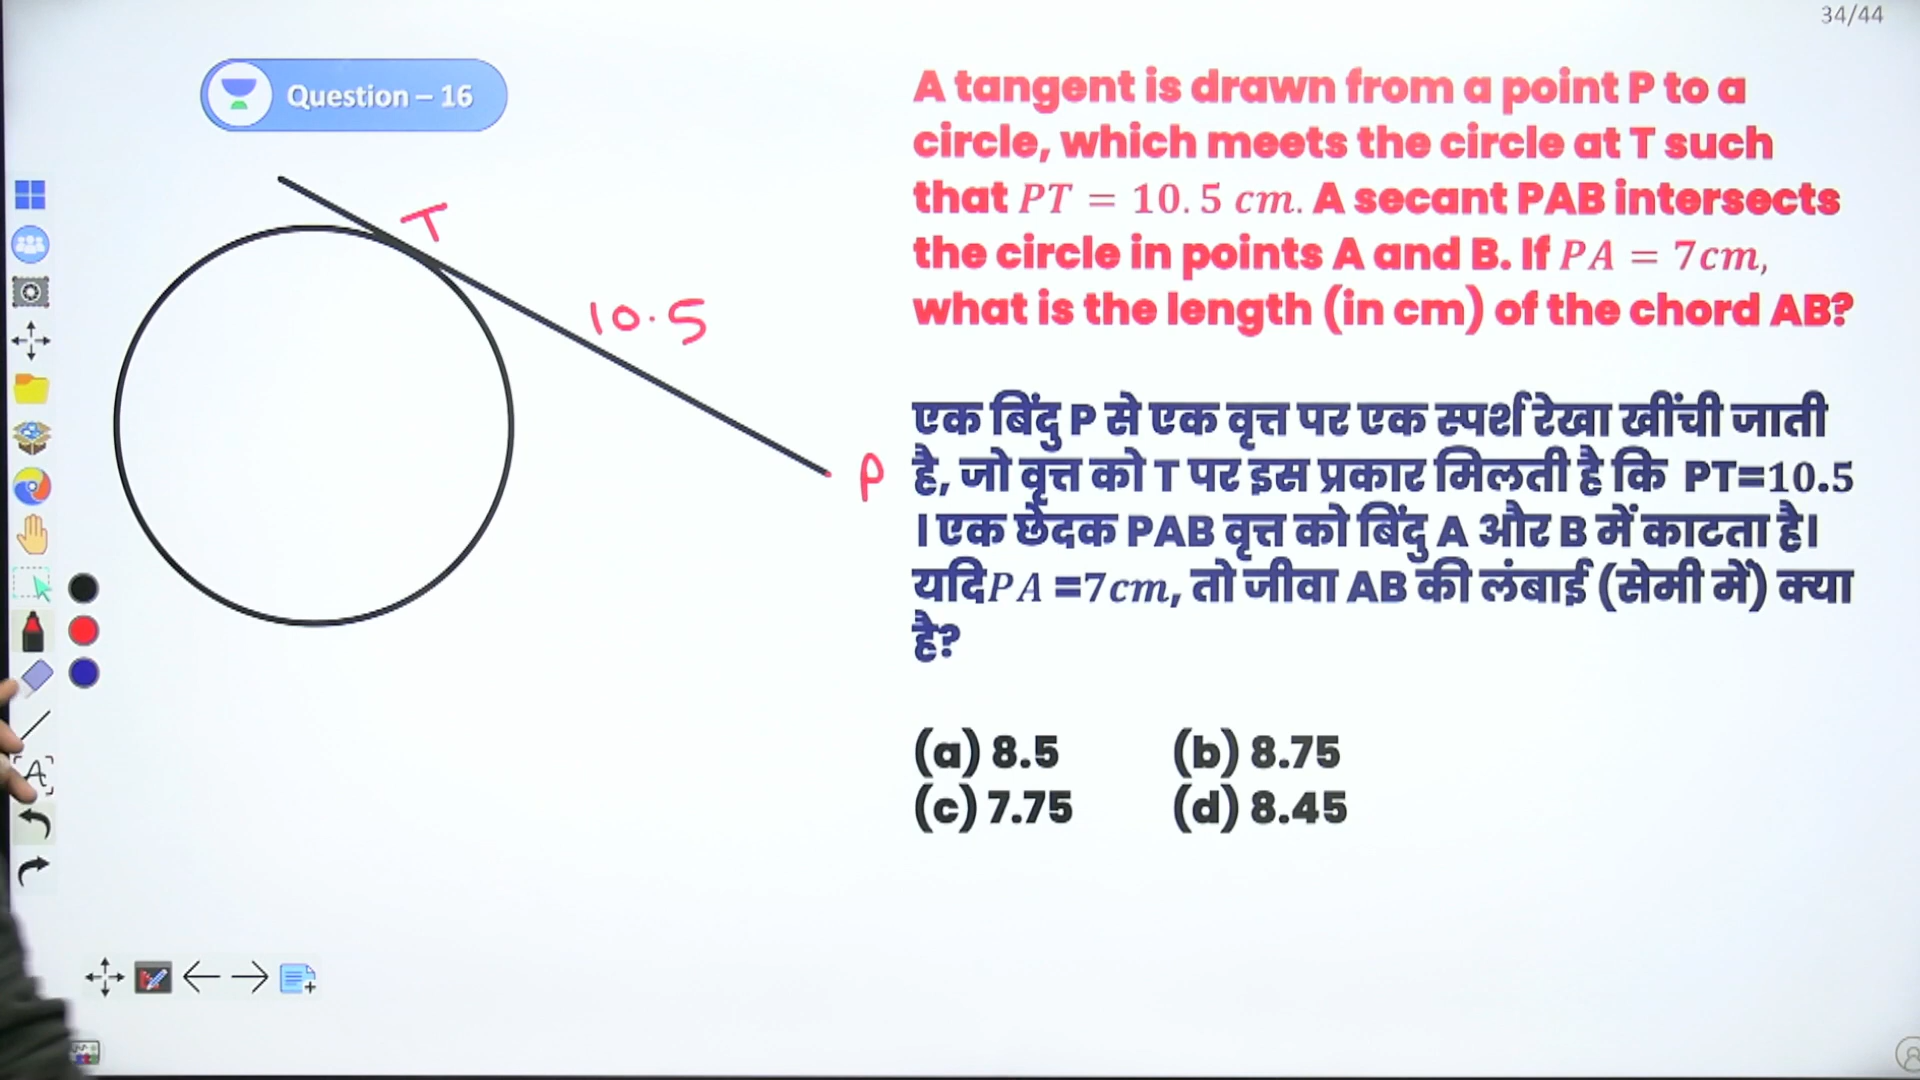 34/44
Question – 16
A tangent is drawn from a point P to a
circle, which meets the circle at T such
that PT = 10.5 cm. A secant PAB intersects
the circle in points A and B. If PA = 7cm,
what is the length (in cm) of the chord AB?
T
10.5
P
एक बिंदु P से एक वृत्त पर एक स्पर्श रेखा खींची जाती
है, जो वृत्त को T पर इस प्रकार मिलती है कि PT=10.5
। एक छेदक PAB वृत्त को बिंदु A और B में काटता है।
यदिPA =7cm, तो जीवा AB की लंबाई (सेमी में) क्या
है?
(a) 8.5 (b) 8.75
(c) 7.75 (d) 8.45
A